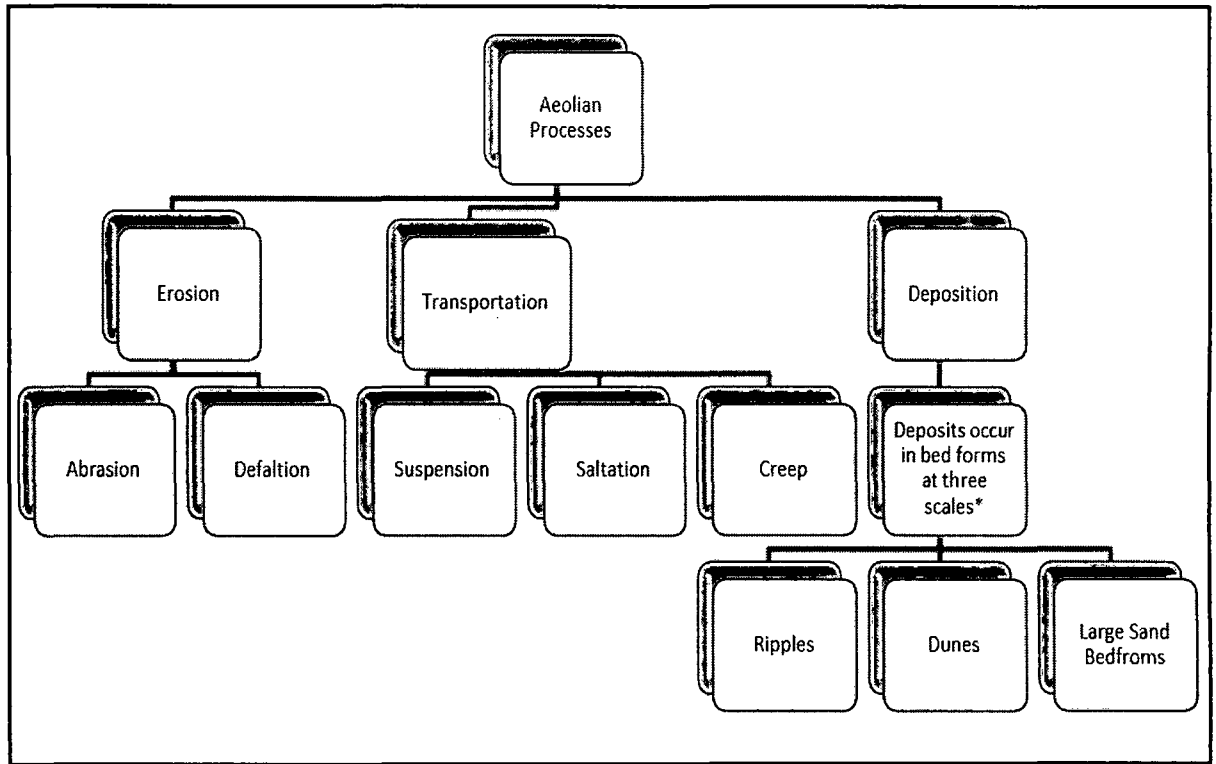 Aeolian
Processes
Erosion
Transportation
Deposition
Abrasion
Defaltion
Suspension
Saltation
Creep
Deposits occur
in bed forms
at three
scales*
Ripples
Dunes
Large Sand
Bedfroms